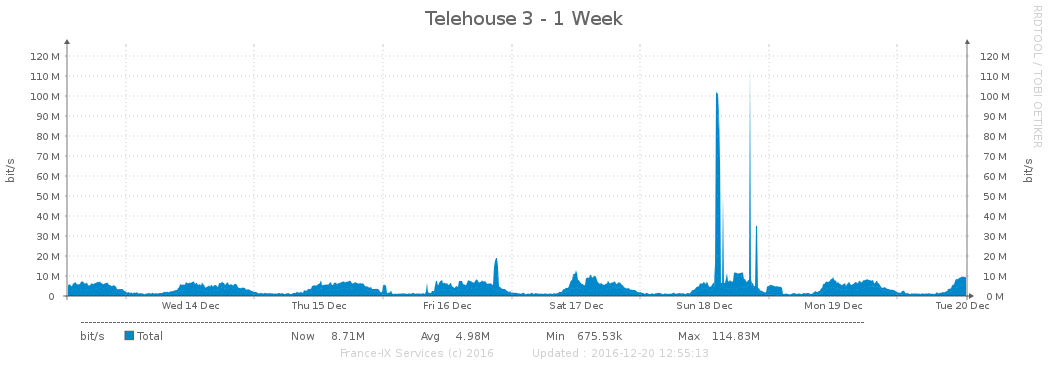 Telehouse 3 - 1 Week
RRDTOOL / TOBI OETIKER
bit/s
bit/s
120 M 120 M
110 M 110 M
100 M 100 M
90 M 90 M
80 M 80 M
70 M 70 M
60 M 60 M
50 M 50 M
40 M 40 M
30 M 30 M
20 M 20 M
10 M 10 M
0 0 M
Wed 14 Dec Thu 15 Dec Fri 16 Dec Sat 17 Dec Sun 18 Dec Mon 19 Dec Tue 20 Dec
bit/s Total Now 8.71M Avg 4.98M Min 675.53k Max 114.83M
France-IX Services (c) 2016 Updated : 2016-12-20 12:55:13